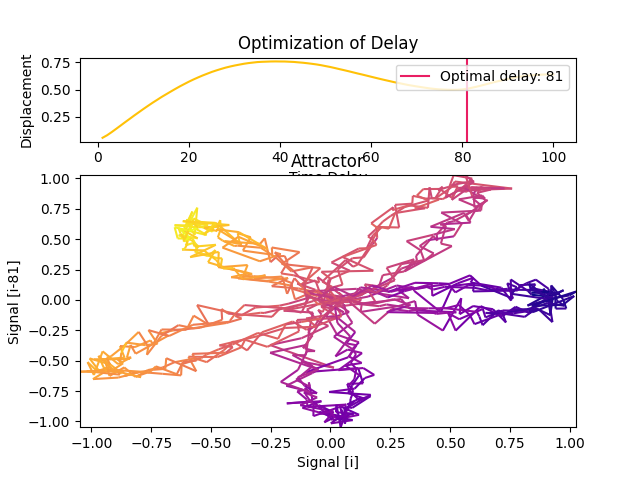 Optimization of Delay
Displacement
0.75
0.50
0.25
Optimal delay: 81
0 20 40 60 80 100
Time Delay
Attractor
Signal [i-81]
1.00
0.75
0.50
0.25
0.00
−0.25
−0.50
−0.75
−1.00
−1.00 −0.75 −0.50 −0.25 0.00 0.25 0.50 0.75 1.00
Signal [i]